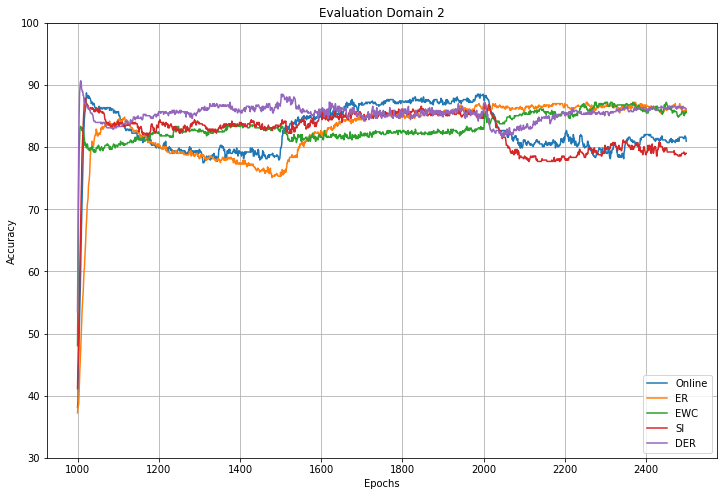 Evaluation Domain 2
100
90
80
70
60
50
40
30
Accuracy
1000 1200 1400 1600 1800 2000 2200 2400
Epochs
Online
ER
EWC
SI
DER